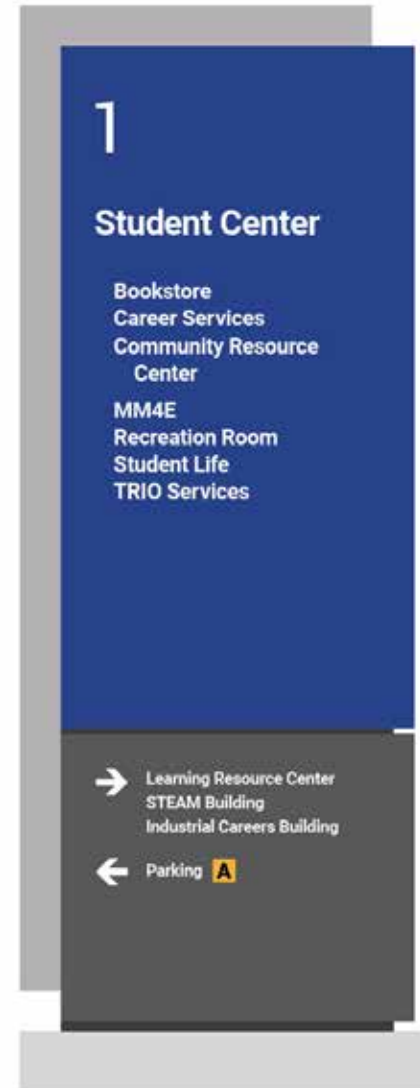 1
Student Center
Bookstore
Career Services
Community Resource
Center
MM4E
Recreation Room
Student Life
TRIO Services
Learning Resource Center
STEAM Building
Industrial Careers Building
Parking A